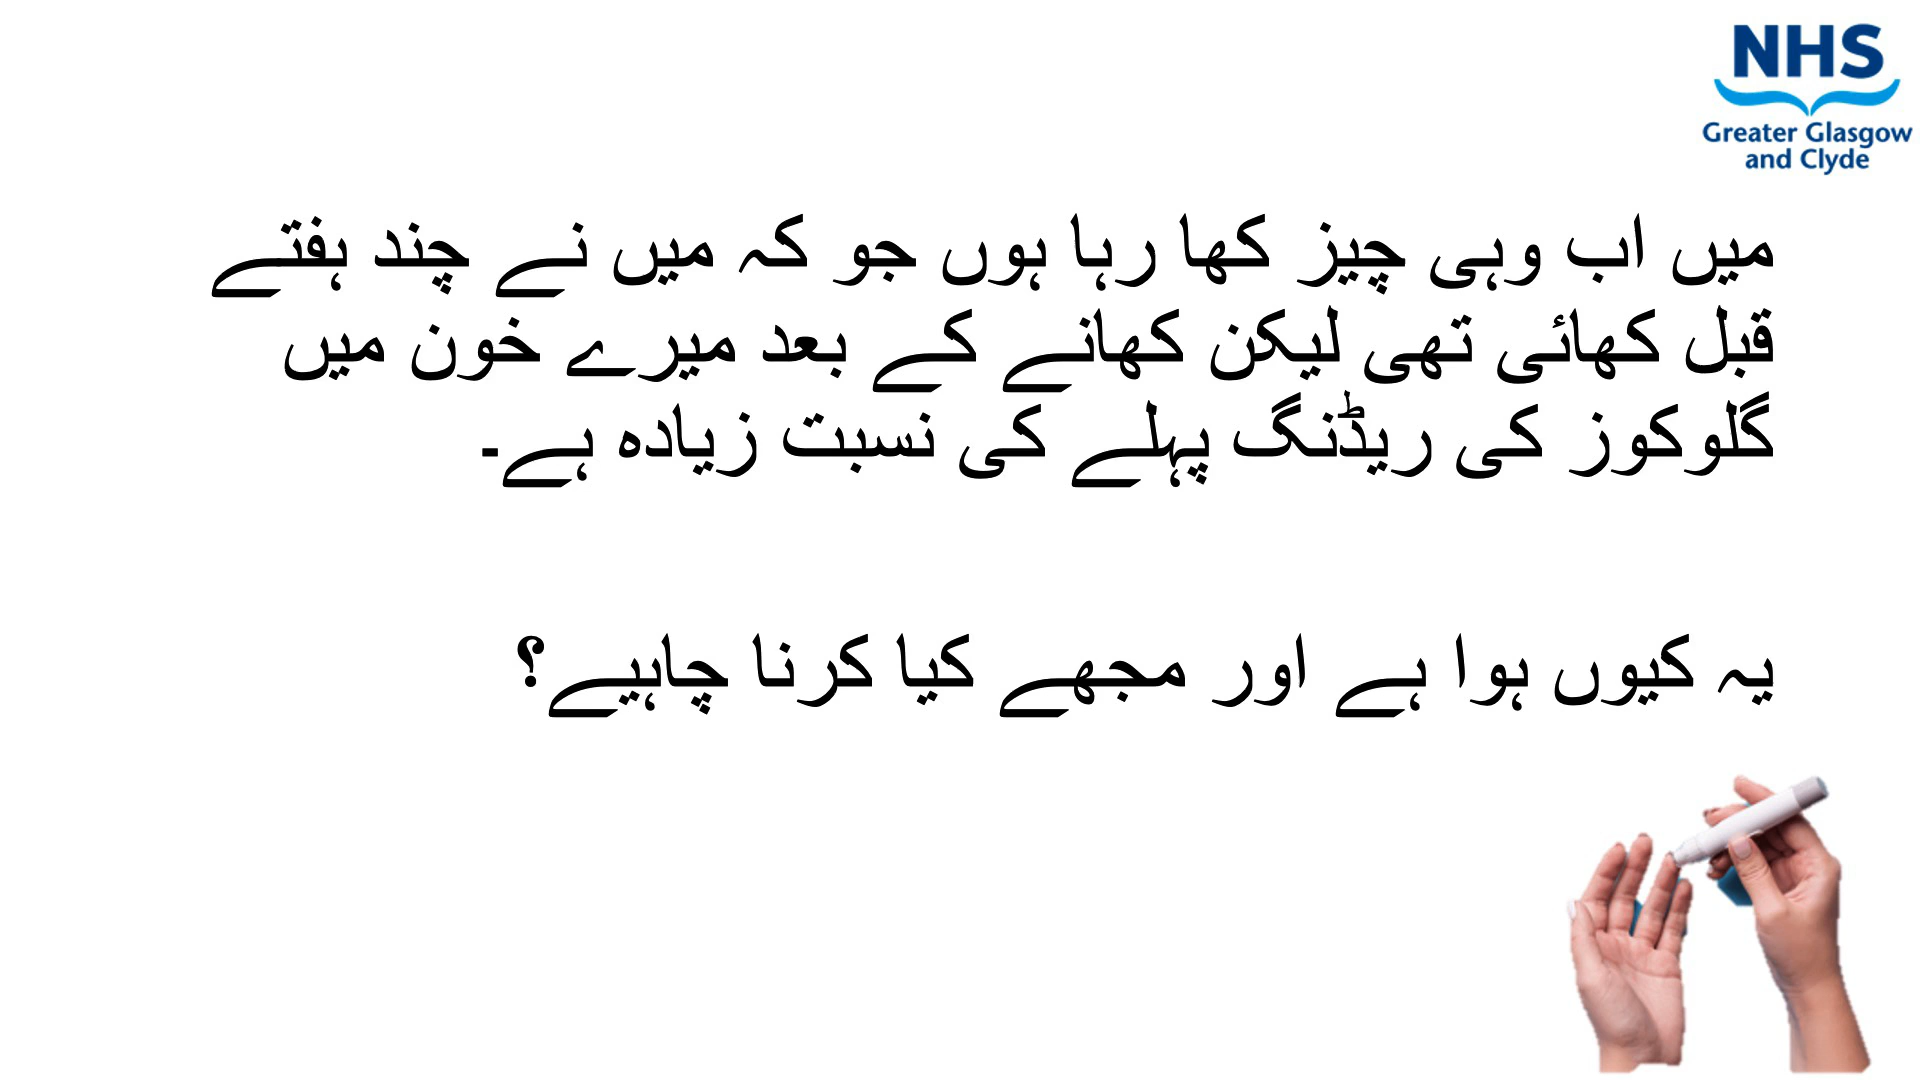 NHS
Greater Glasgow
and Clyde
میں اب وہی چیز کھا رہا ہوں جو کہ میں نے چند ہفتے
قبل کھائی تھی لیکن کھانے کے بعد میرے خون میں
گلوکوز کی ریڈنگ پہلے کی نسبت زیادہ ہے۔
یہ کیوں ہوا ہے اور مجھے کیا کرنا چاہیے؟